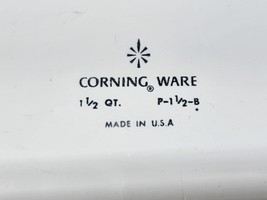 CORNING® WARE
1 1/2 QT. P-1 1/2-B
MADE IN U.S.A